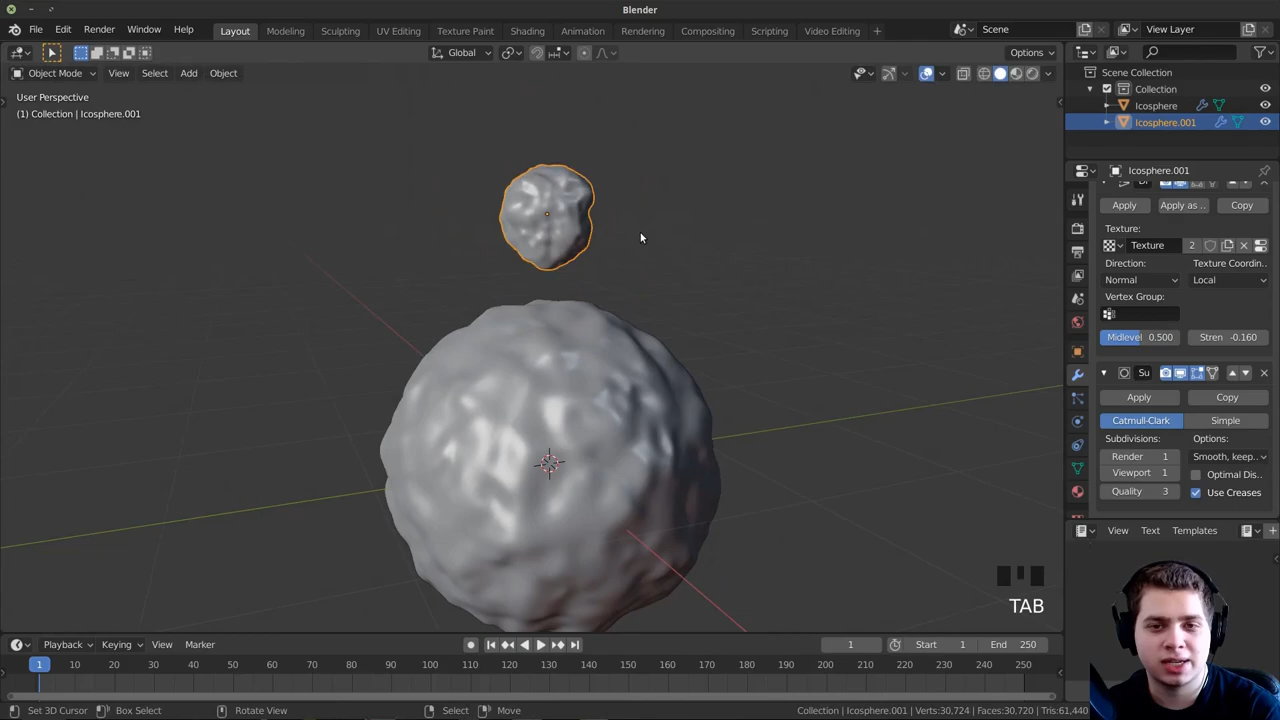 Blender
File Edit Render Window Help
Layout Modeling Sculpting UV Editing Texture Paint Shading Animation Rendering Compositing Scripting Video Editing +
Scene
View Layer
Global
Options
Object Mode View Select Add Object
User Perspective
(1) Collection | Icosphere.001
Scene Collection
Collection
Icosphere
Icosphere.001
Icosphere.001
Apply Apply as .. Copy
Texture:
Texture 2
Direction: Texture Coordin..
Normal Local
Vertex Group:
Midlevel 0.500 Stren -0.160
Su
Apply Copy
Catmull-Clark Simple
Subdivisions: Options:
Render 1 Smooth, keep..
Viewport 1 Optimal Dis..
Quality 3 Use Creases
View Text Templates
TAB
Playback Keying View Marker
1 Start 1 End 250
1 10 20 30 40 50 60 70 80 90 100 110 120 130 140 150 160 170 180 190 200 210 220 230 240 250
Set 3D Cursor Box Select Rotate View Select Move Collection | Icosphere.001 | Verts:30,724 | Faces:30,720 | Tris:61,440